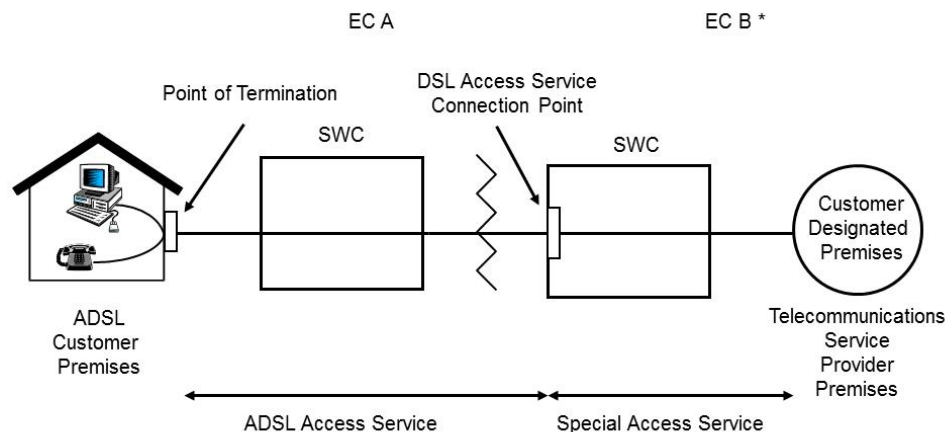 EC A
EC B *
Point of Termination
DSL Access Service
Connection Point
SWC
SWC
Customer
Designated
Premises
ADSL
Customer
Premises
Telecommunications
Service
Provider
Premises
ADSL Access Service
Special Access Service